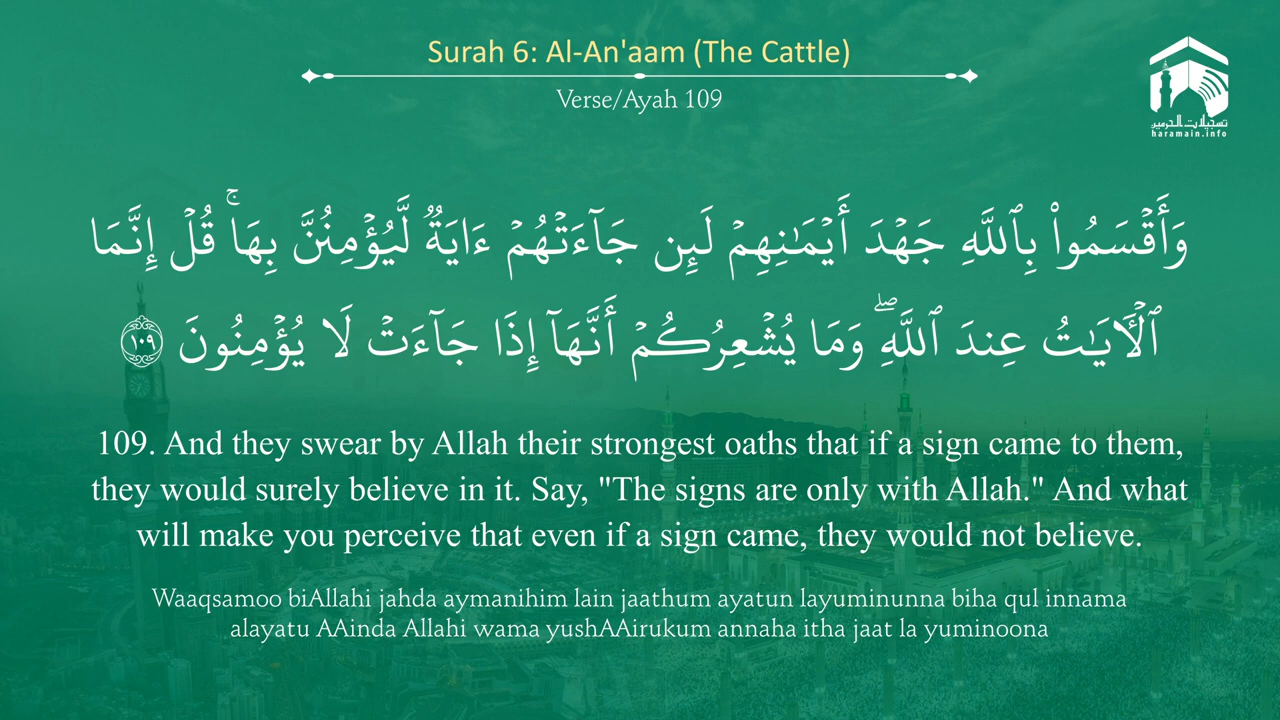 Surah 6: Al-An'aam (The Cattle)
Verse/Ayah 109
تسجيلات الحرمين
haramain.info
وَأَقۡسَمُواْ بِٱللَّهِ جَهۡدَ أَيۡمَٰنِهِمۡ لَئِن جَآءَتۡهُمۡ ءَايَةٞ لَّيُؤۡمِنُنَّ بِهَاۚ قُلۡ إِنَّمَا
ٱلۡأٓيَٰتُ عِندَ ٱللَّهِۖ وَمَا يُشۡعِرُكُمۡ أَنَّهَآ إِذَا جَآءَتۡ لَا يُؤۡمِنُونَ ١٠٩
109. And they swear by Allah their strongest oaths that if a sign came to them,
they would surely believe in it. Say, "The signs are only with Allah." And what
will make you perceive that even if a sign came, they would not believe.
Waaqsamoo biAllahi jahda aymanihim lain jaathum ayatun layuminunna biha qul innama
alayatu AAinda Allahi wama yushAAirukum annaha itha jaat la yuminoona